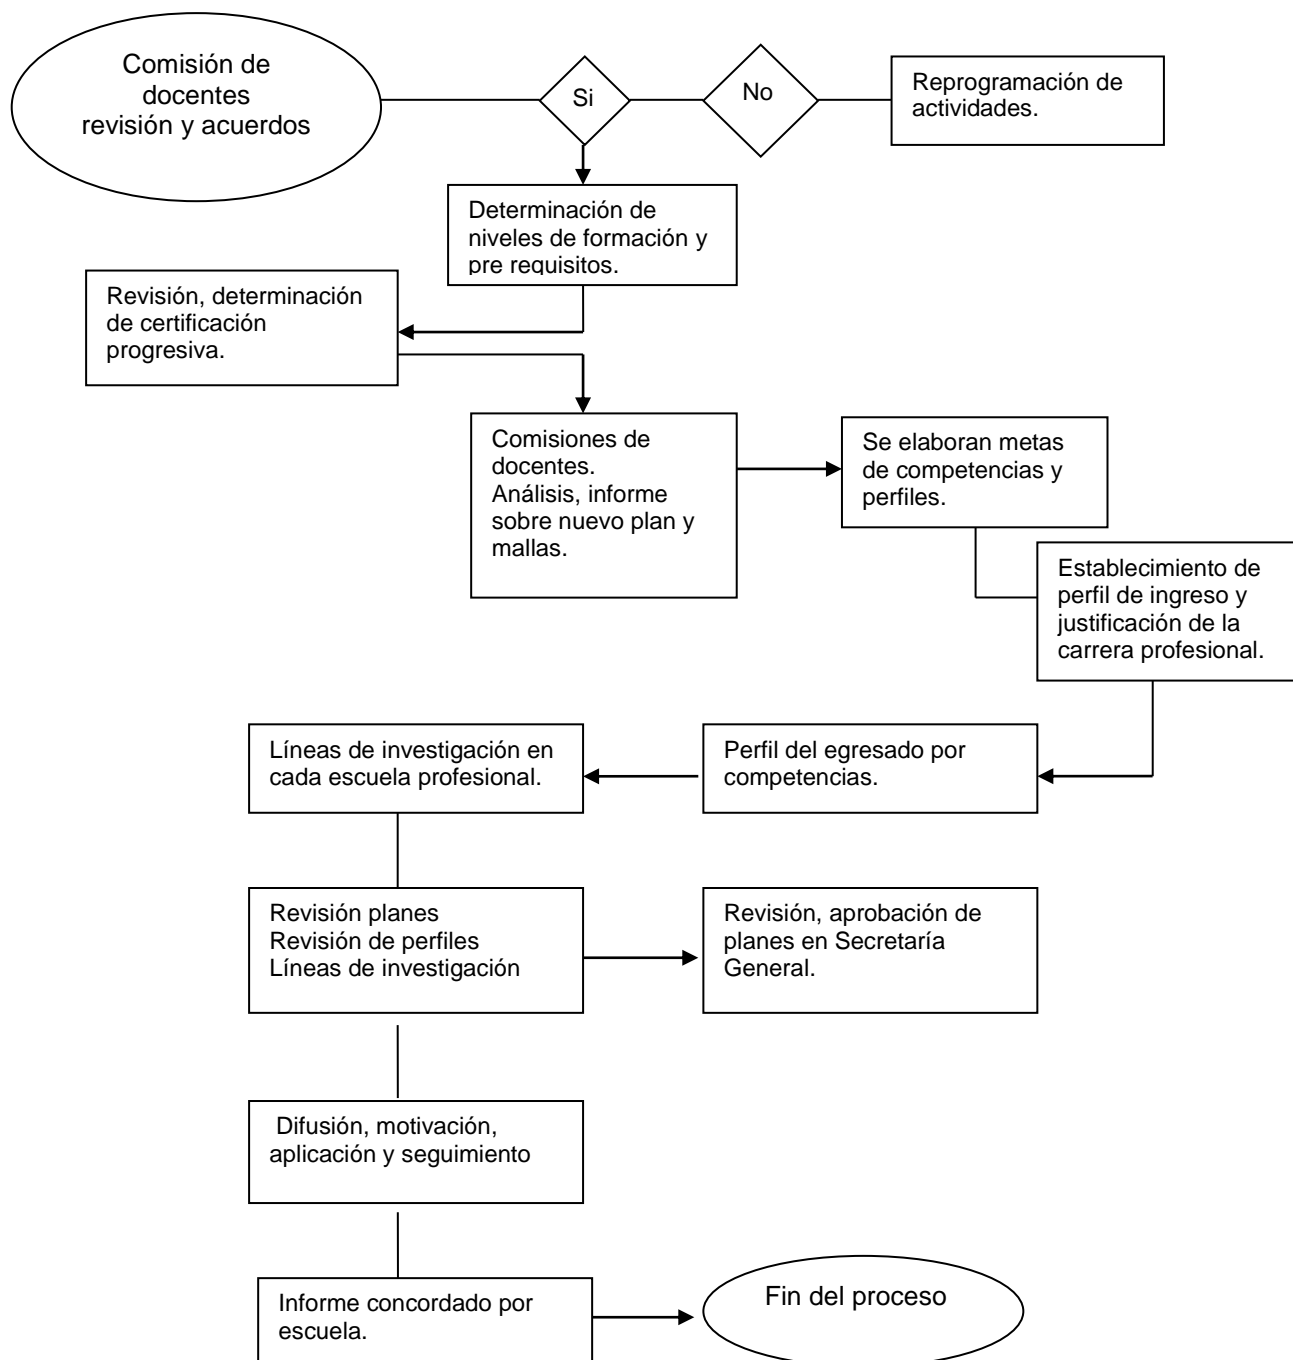 Comisión de
docentes
revisión y acuerdos
Si
No
Reprogramación de
actividades.
Determinación de
niveles de formación y
pre requisitos.
Revisión, determinación
de certificación
progresiva.
Comisiones de
docentes.
Análisis, informe
sobre nuevo plan y
mallas.
Se elaboran metas
de competencias y
perfiles.
Establecimiento de
perfil de ingreso y
justificación de la
carrera profesional.
Líneas de investigación en
cada escuela profesional.
Perfil del egresado por
competencias.
Revisión planes
Revisión de perfiles
Líneas de investigación
Revisión, aprobación de
planes en Secretaría
General.
Difusión, motivación,
aplicación y seguimiento
Informe concordado por
escuela.
Fin del proceso